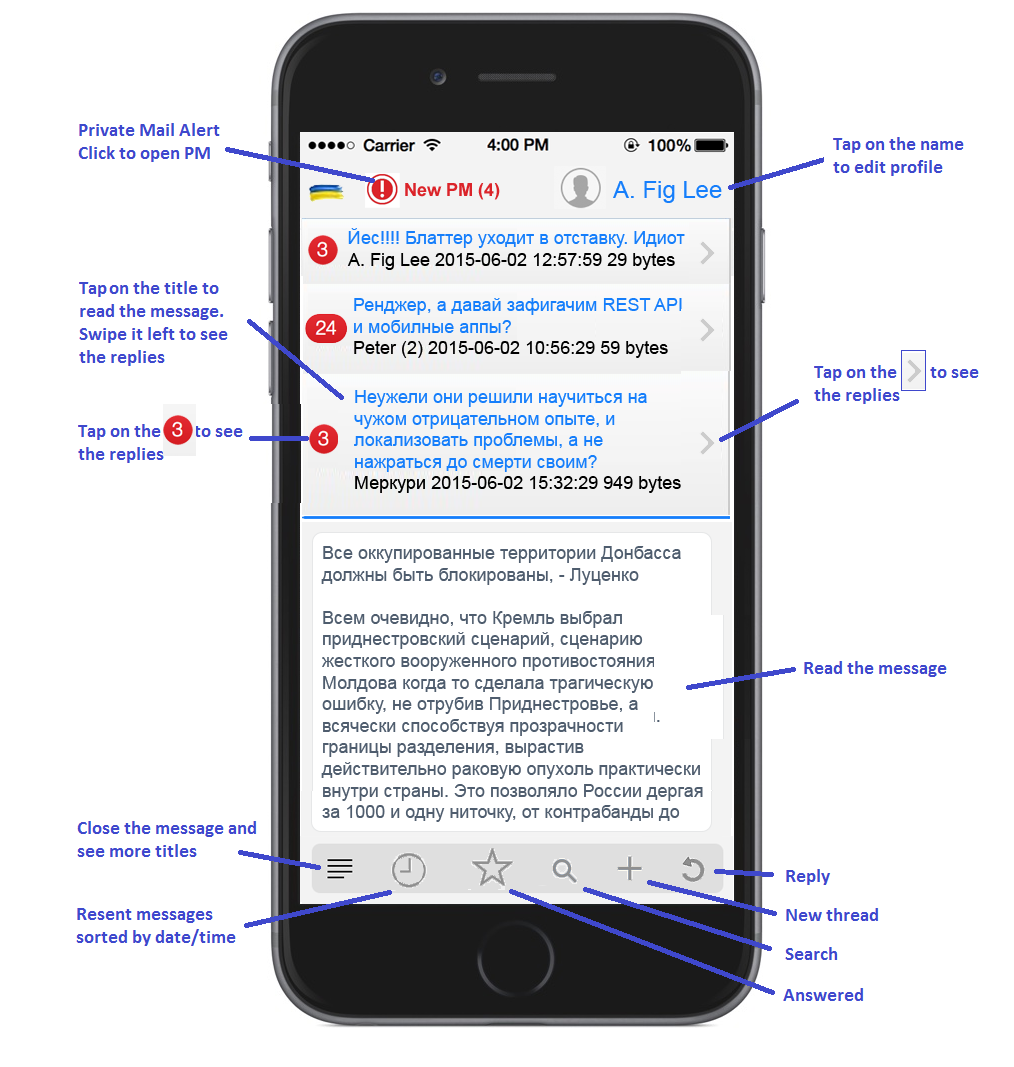 Private Mail Alert
Click to open PM
Tap on the name
to edit profile
Carrier
4:00 PM
100%
New PM (4)
A. Fig Lee
3
Йес!!!! Блаттер уходит в отставку. Идиот
A. Fig Lee 2015-06-02 12:57:59 29 bytes
Tap on the title to
read the message.
Swipe it left to see
the replies
24
Ренджер, а давай зафигачим REST API
и мобилные аппы?
Peter (2) 2015-06-02 10:56:29 59 bytes
Tap on the > to see
the replies
Tap on the 3 to see
the replies
3
Неужели они решили научиться на
чужом отрицательном опыте, и
локализовать проблемы, а не
нажраться до смерти своим?
Меркури 2015-06-02 15:32:29 949 bytes
Все оккупированные территории Донбасса
должны быть блокированы, - Луценко
Всем очевидно, что Кремль выбрал
приднестровский сценарий, сценарию
жесткого вооруженного противостояния
Молдова когда то сделала трагическую
ошибку, не отрубив Приднестровье, а
всячески способствуя прозрачности
границы разделения, вырастив
действительно раковую опухоль практически
внутри страны. Это позволяло России дергая
за 1000 и одну ниточку, от контрабанды до
Read the message
Close the message and
see more titles
Resent messages
sorted by date/time
Reply
New thread
Search
Answered